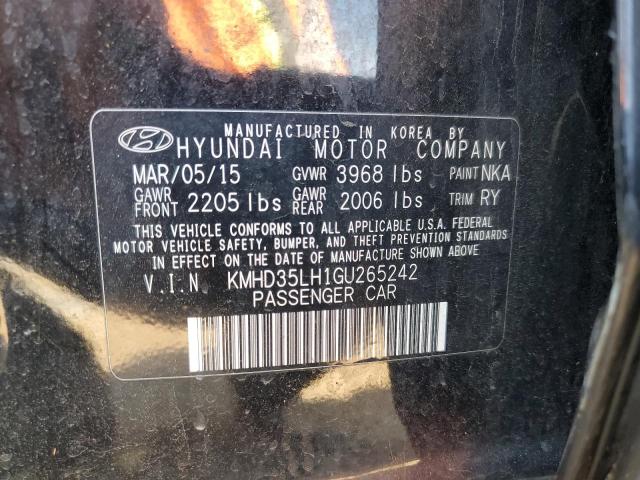 MANUFACTURED IN KOREA BY
HYUNDAI MOTOR COMPANY
MAR/05/15 GVWR 3968 lbs PAINT NKA
GAWR FRONT 2205 lbs GAWR REAR 2006 lbs TRIM RY
THIS VEHICLE CONFORMS TO ALL APPLICABLE U.S.A. FEDERAL
MOTOR VEHICLE SAFETY, BUMPER, AND THEFT PREVENTION STANDARDS
IN EFFECT ON THE DATE OF MANUFACTURE SHOWN ABOVE
V.I.N. KMHD35LH1GU265242
PASSENGER CAR